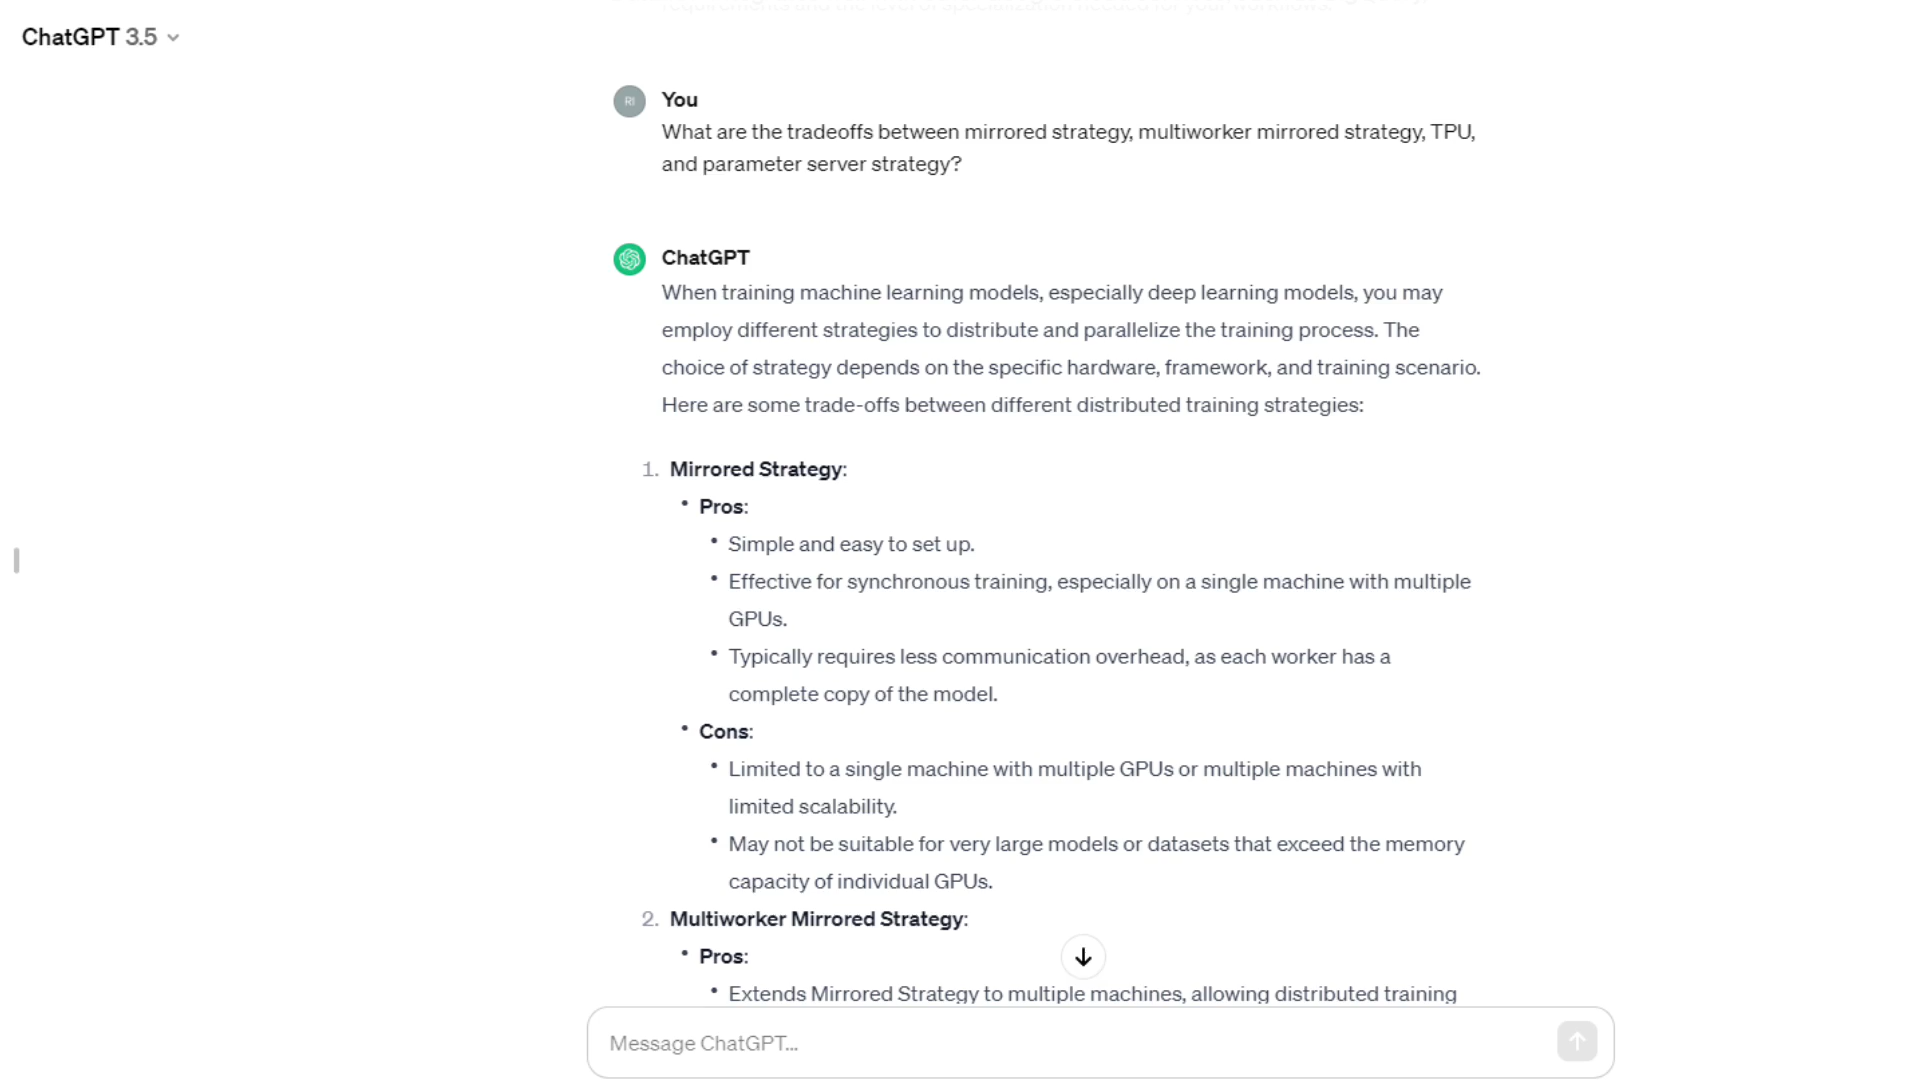 ChatGPT 3.5
You
What are the tradeoffs between mirrored strategy, multiworker mirrored strategy, TPU,
and parameter server strategy?
ChatGPT
When training machine learning models, especially deep learning models, you may
employ different strategies to distribute and parallelize the training process. The
choice of strategy depends on the specific hardware, framework, and training scenario.
Here are some trade-offs between different distributed training strategies:
1. Mirrored Strategy:
• Pros:
• Simple and easy to set up.
• Effective for synchronous training, especially on a single machine with multiple
GPUs.
• Typically requires less communication overhead, as each worker has a
complete copy of the model.
• Cons:
• Limited to a single machine with multiple GPUs or multiple machines with
limited scalability.
• May not be suitable for very large models or datasets that exceed the memory
capacity of individual GPUs.
2. Multiworker Mirrored Strategy:
• Pros:
• Extends Mirrored Strategy to multiple machines, allowing distributed training
Message ChatGPT...